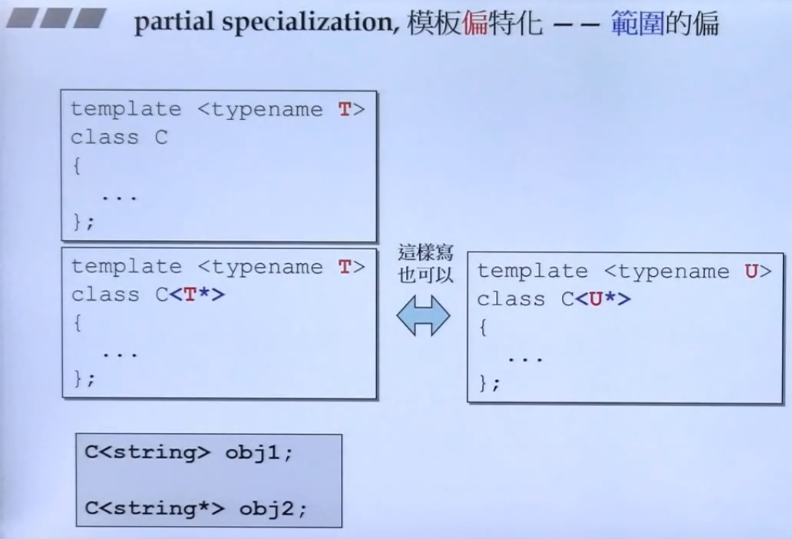 partial specialization, 模板偏特化 —— 範圍的偏
template <typename T>
class C
{
...
};
template <typename T>
class C<T*>
{
...
};
這樣寫
也可以
template <typename U>
class C<U*>
{
...
};
C<string> obj1;
C<string*> obj2;